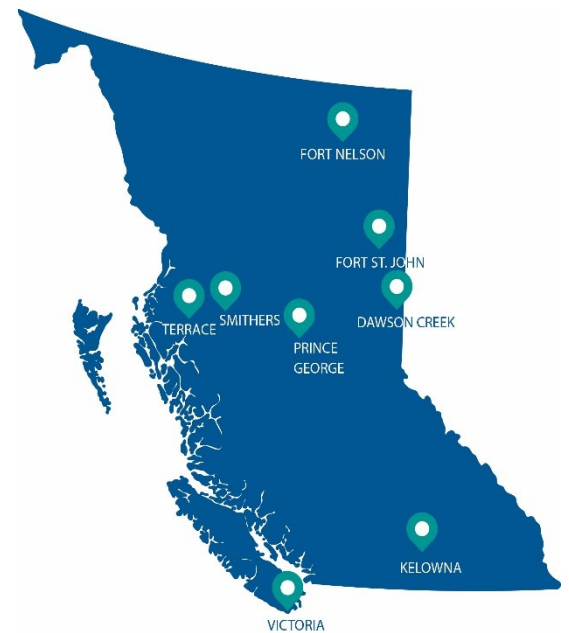 FORT NELSON
FORT ST. JOHN
DAWSON CREEK
SMITHERS
TERRACE
PRINCE
GEORGE
KELOWNA
VICTORIA